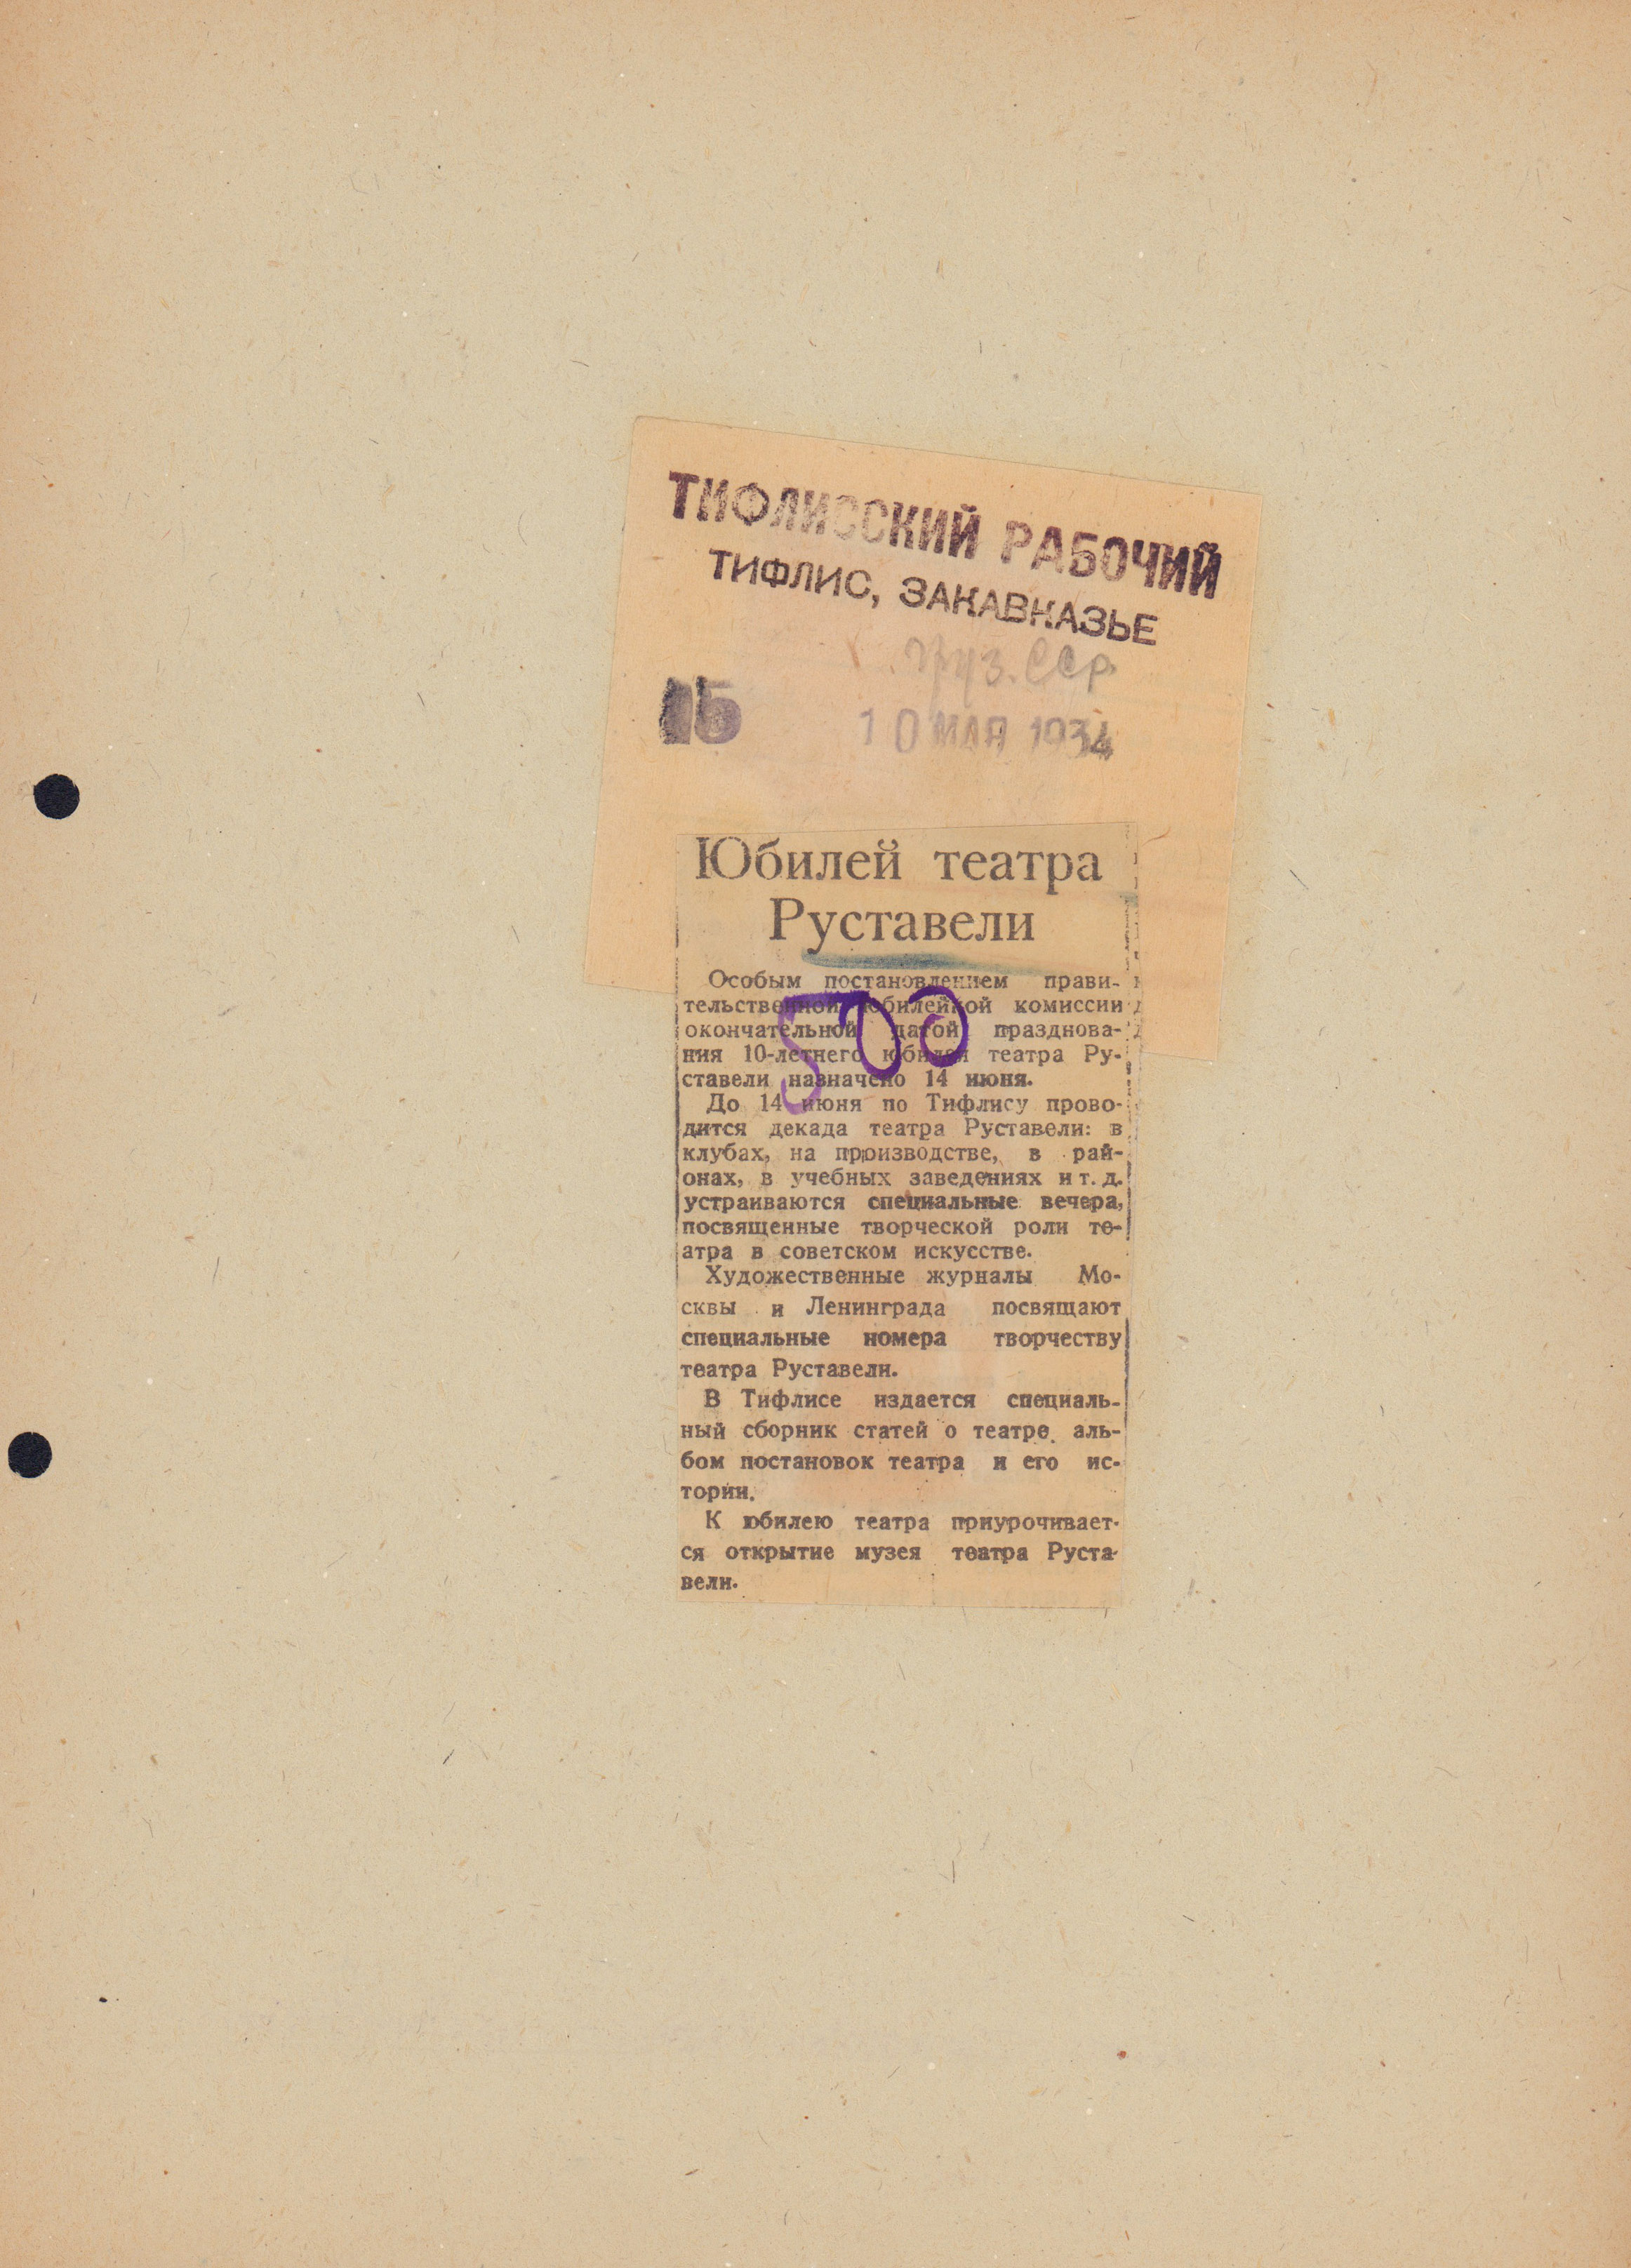 ТИФЛИССКИЙ РАБОЧИЙ
ТИФЛИС, ЗАКАВКАЗЬЕ
Груз. ССР.
15
10 МАЯ 1934
Юбилей театра
Руставели
500
Особым постановлением прави-
тельственной юбилейной комиссии
окончательной датой празднова-
ния 10-летнего юбилея театра Ру-
ставели назначено 14 июня.
До 14 июня по Тифлису прово-
дится декада театра Руставели: в
клубах, на производстве, в рай-
онах, в учебных заведениях и т. д.
устраиваются специальные вечера,
посвященные творческой роли те-
атра в советском искусстве.
Художественные журналы Мо-
сквы и Ленинграда посвящают
специальные номера творчеству
театра Руставели.
В Тифлисе издается специаль-
ный сборник статей о театре, аль-
бом постановок театра и его ис-
тории.
К юбилею театра приурочивает-
ся открытие музея театра Руста-
вели.